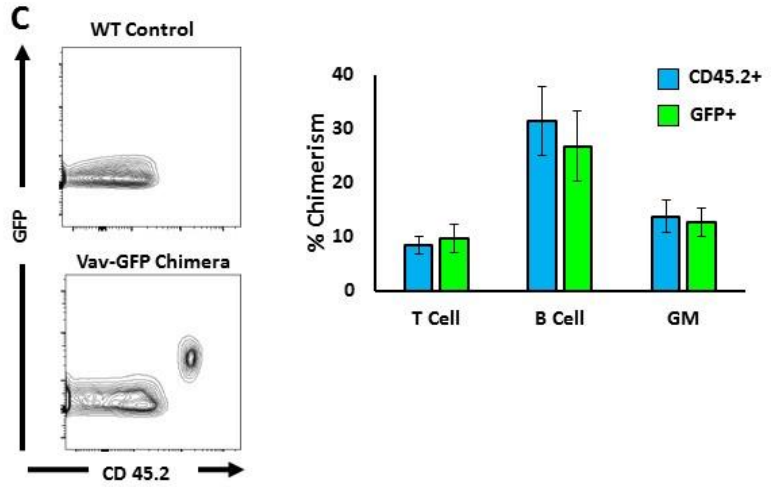 C
WT Control
GFP
Vav-GFP Chimera
CD 45.2
% Chimerism
40
30
20
10
0
T Cell
B Cell
GM
CD45.2+
GFP+